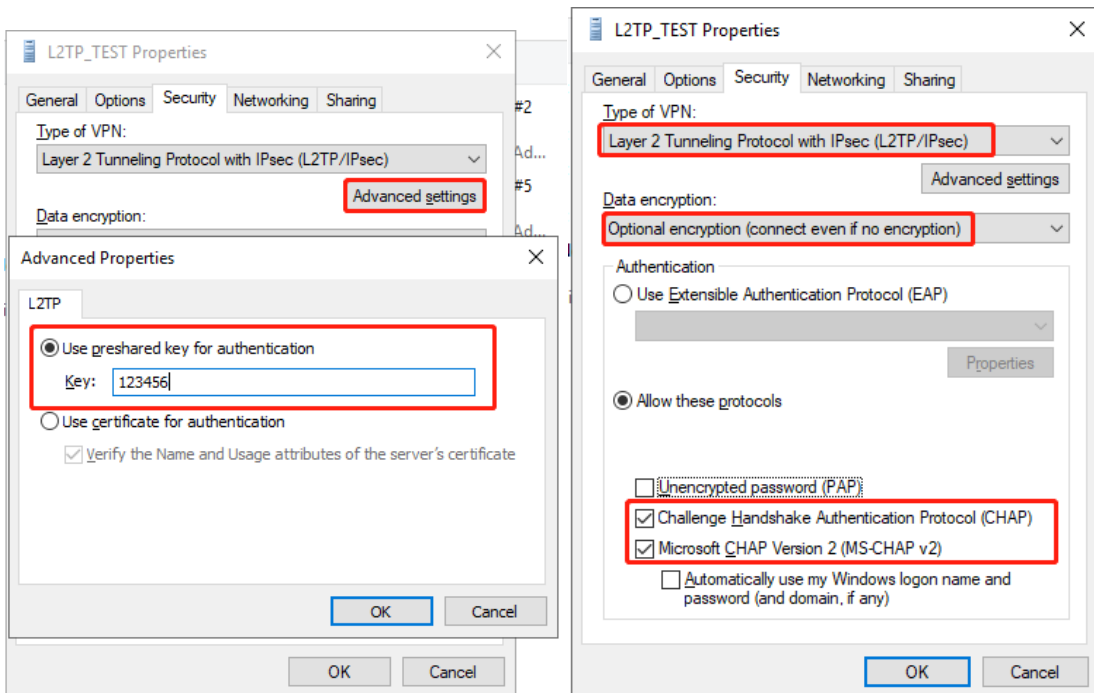 L2TP_TEST Properties
General Options Security Networking Sharing
Type of VPN:
Layer 2 Tunneling Protocol with IPsec (L2TP/IPsec)
Advanced settings
Data encryption:
#2
Ad...
#5
Ad...
Advanced Properties
L2TP
Use preshared key for authentication
Key: 123456
Use certificate for authentication
Verify the Name and Usage attributes of the server's certificate
OK Cancel
OK Cancel
L2TP_TEST Properties
General Options Security Networking Sharing
Type of VPN:
Layer 2 Tunneling Protocol with IPsec (L2TP/IPsec)
Advanced settings
Data encryption:
Optional encryption (connect even if no encryption)
Authentication
Use Extensible Authentication Protocol (EAP)
Properties
Allow these protocols
Unencrypted password (PAP)
Challenge Handshake Authentication Protocol (CHAP)
Microsoft CHAP Version 2 (MS-CHAP v2)
Automatically use my Windows logon name and
password (and domain, if any)
OK Cancel